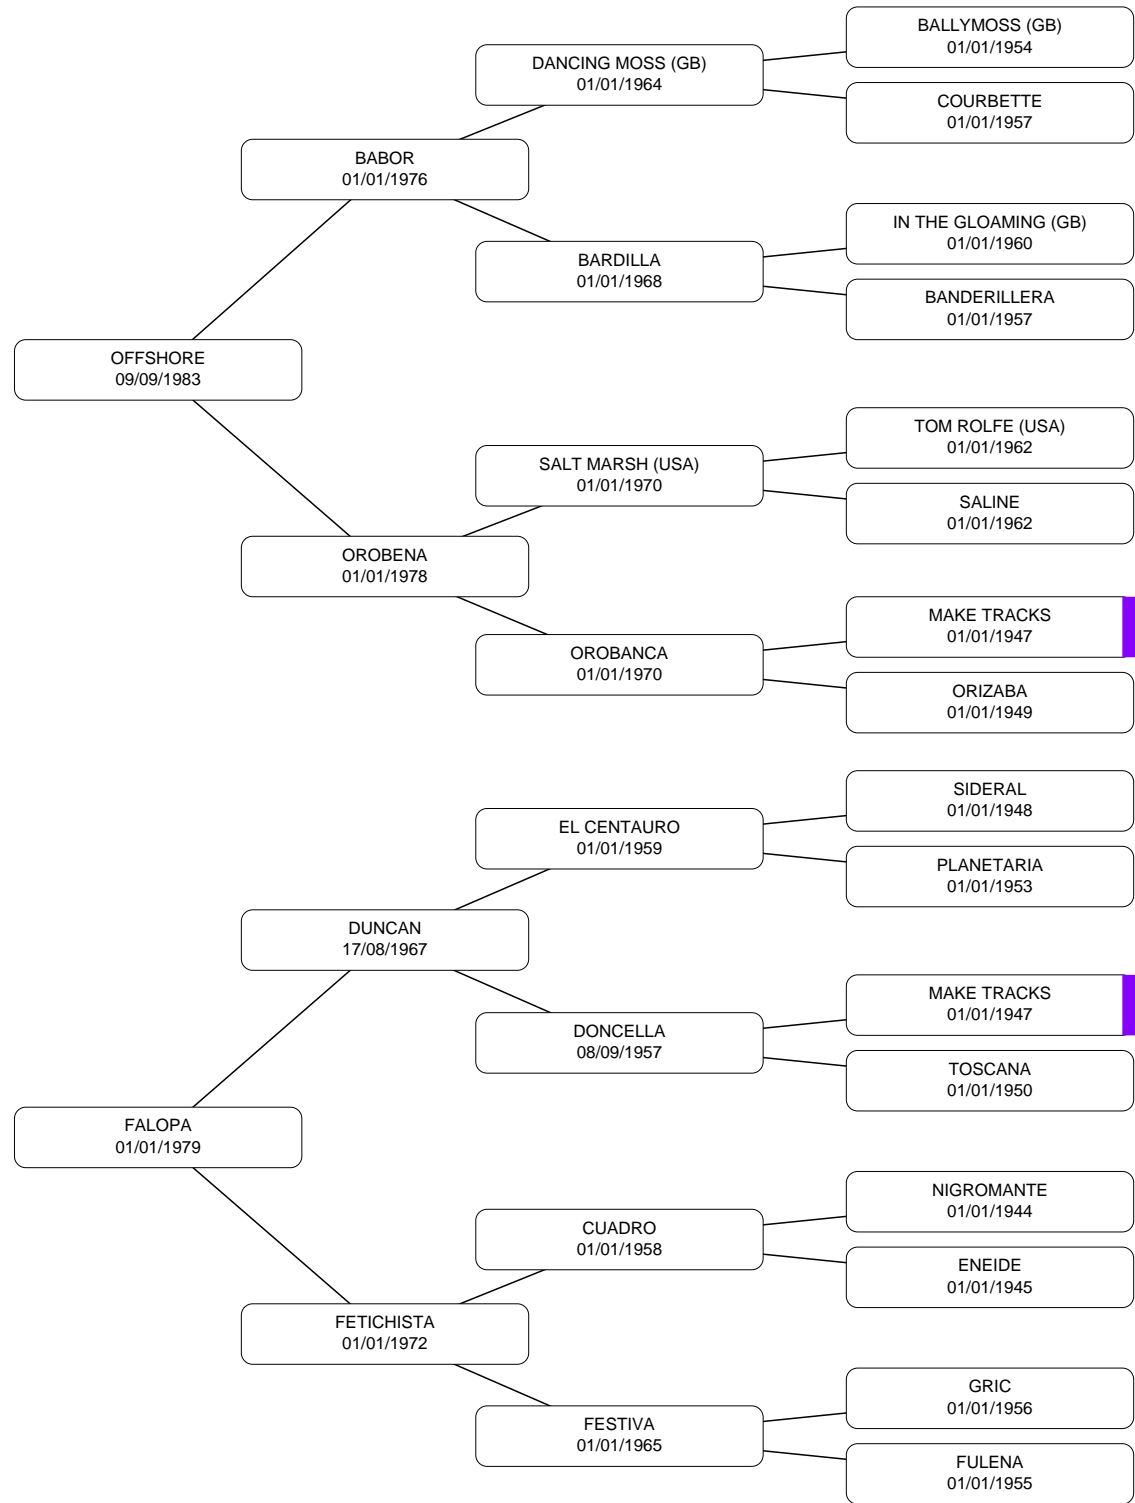 BALLYMOSS (GB)
01/01/1954
DANCING MOSS (GB)
01/01/1964
COURBETTE
01/01/1957
BABOR
01/01/1976
IN THE GLOAMING (GB)
01/01/1960
BARDILLA
01/01/1968
BANDERILLERA
01/01/1957
OFFSHORE
09/09/1983
TOM ROLFE (USA)
01/01/1962
SALT MARSH (USA)
01/01/1970
SALINE
01/01/1962
OROBENA
01/01/1978
MAKE TRACKS
01/01/1947
OROBANCA
01/01/1970
ORIZABA
01/01/1949
SIDERAL
01/01/1948
EL CENTAURO
01/01/1959
PLANETARIA
01/01/1953
DUNCAN
17/08/1967
MAKE TRACKS
01/01/1947
DONCELLA
08/09/1957
TOSCANA
01/01/1950
FALOPA
01/01/1979
NIGROMANTE
01/01/1944
CUADRO
01/01/1958
ENEIDE
01/01/1945
FETICHISTA
01/01/1972
GRIC
01/01/1956
FESTIVA
01/01/1965
FULENA
01/01/1955